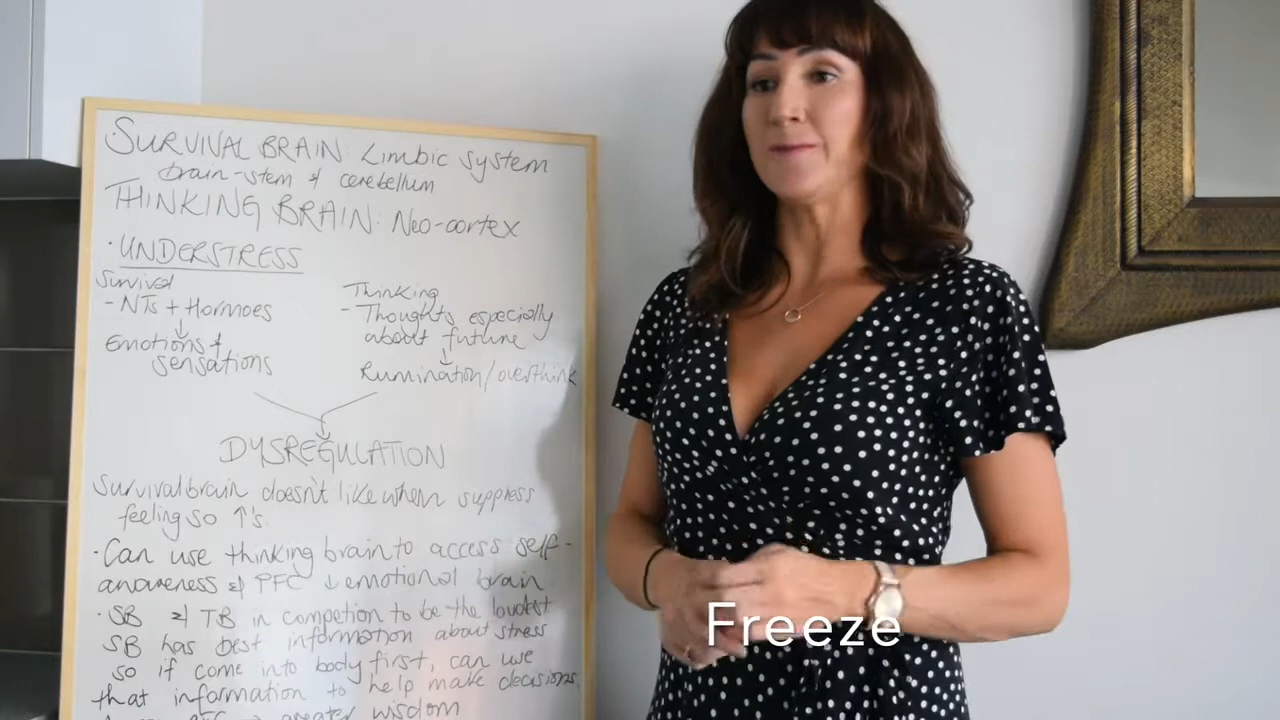 SURVIVAL BRAIN: Limbic system
brain-stem & cerebellum
THINKING BRAIN: Neo-cortex
· UNDERSTRESS
Survival
- NTs + Hormoes
↓
Emotions &
sensations
Thinking
- Thoughts especially
about future
↓
Rumination/overthink
DYSREGULATION
Survival brain doesn't like when suppress
feeling so ↑'s
· Can use thinking brain to access self-
awareness & PFC ↓ emotional brain
· SB & TB in competion to be the loudest
SB has best information about stress
so if come into body first, can use
that information to help make decisions.
PFC → greater wisdom
Freeze